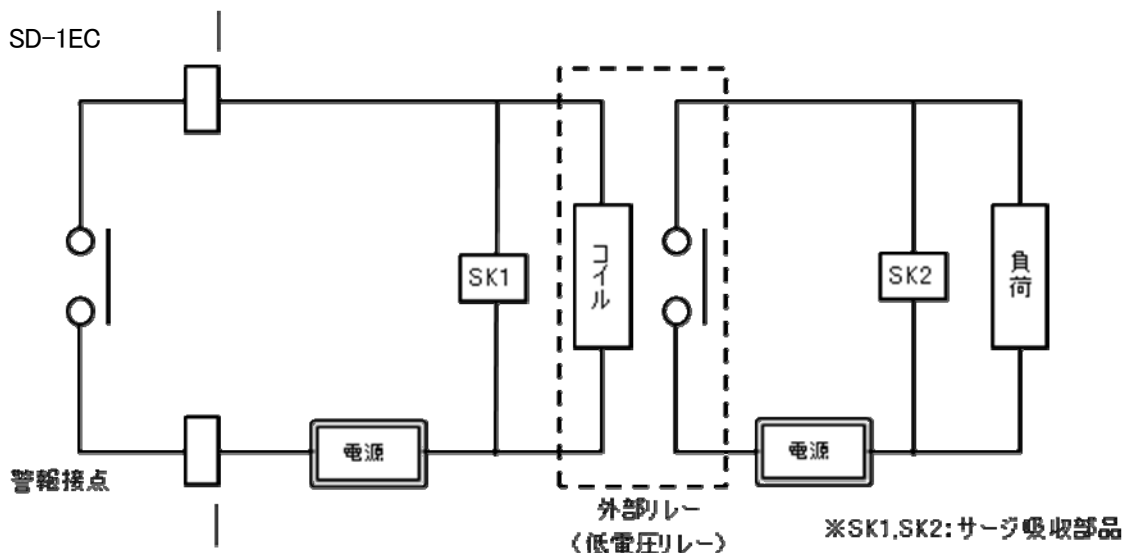 SD-1EC
SK1
コイル
SK2
負荷
電源
電源
警報接点
外部リレー
（低電圧リレー）
※SK1,SK2:サージ吸収部品